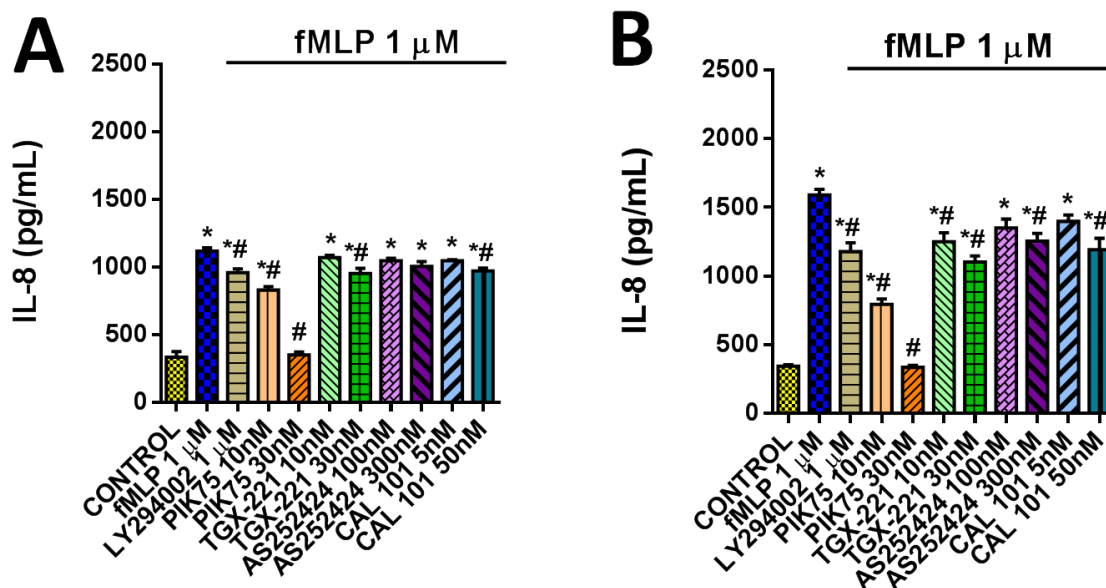 A
fMLP 1 μM
IL-8 (pg/mL)
2500
2000
1500
1000
500
0
*
*#
*#
#
*
*#
*
*
*
*#
CONTROL
fMLP 1 μM
LY294002 1 μM
PIK75 10nM
PIK75 30nM
TGX-221 10nM
TGX-221 30nM
AS252424 100nM
AS252424 300nM
CAL 101 5nM
CAL 101 50nM
B
fMLP 1 μM
IL-8 (pg/mL)
2500
2000
1500
1000
500
0
*
*#
*#
#
*#
*#
*
*#
*
*#
CONTROL
fMLP 1 μM
LY294002 1 μM
PIK75 10nM
PIK75 30nM
TGX-221 10nM
TGX-221 30nM
AS252424 100nM
AS252424 300nM
CAL 101 5nM
CAL 101 50nM